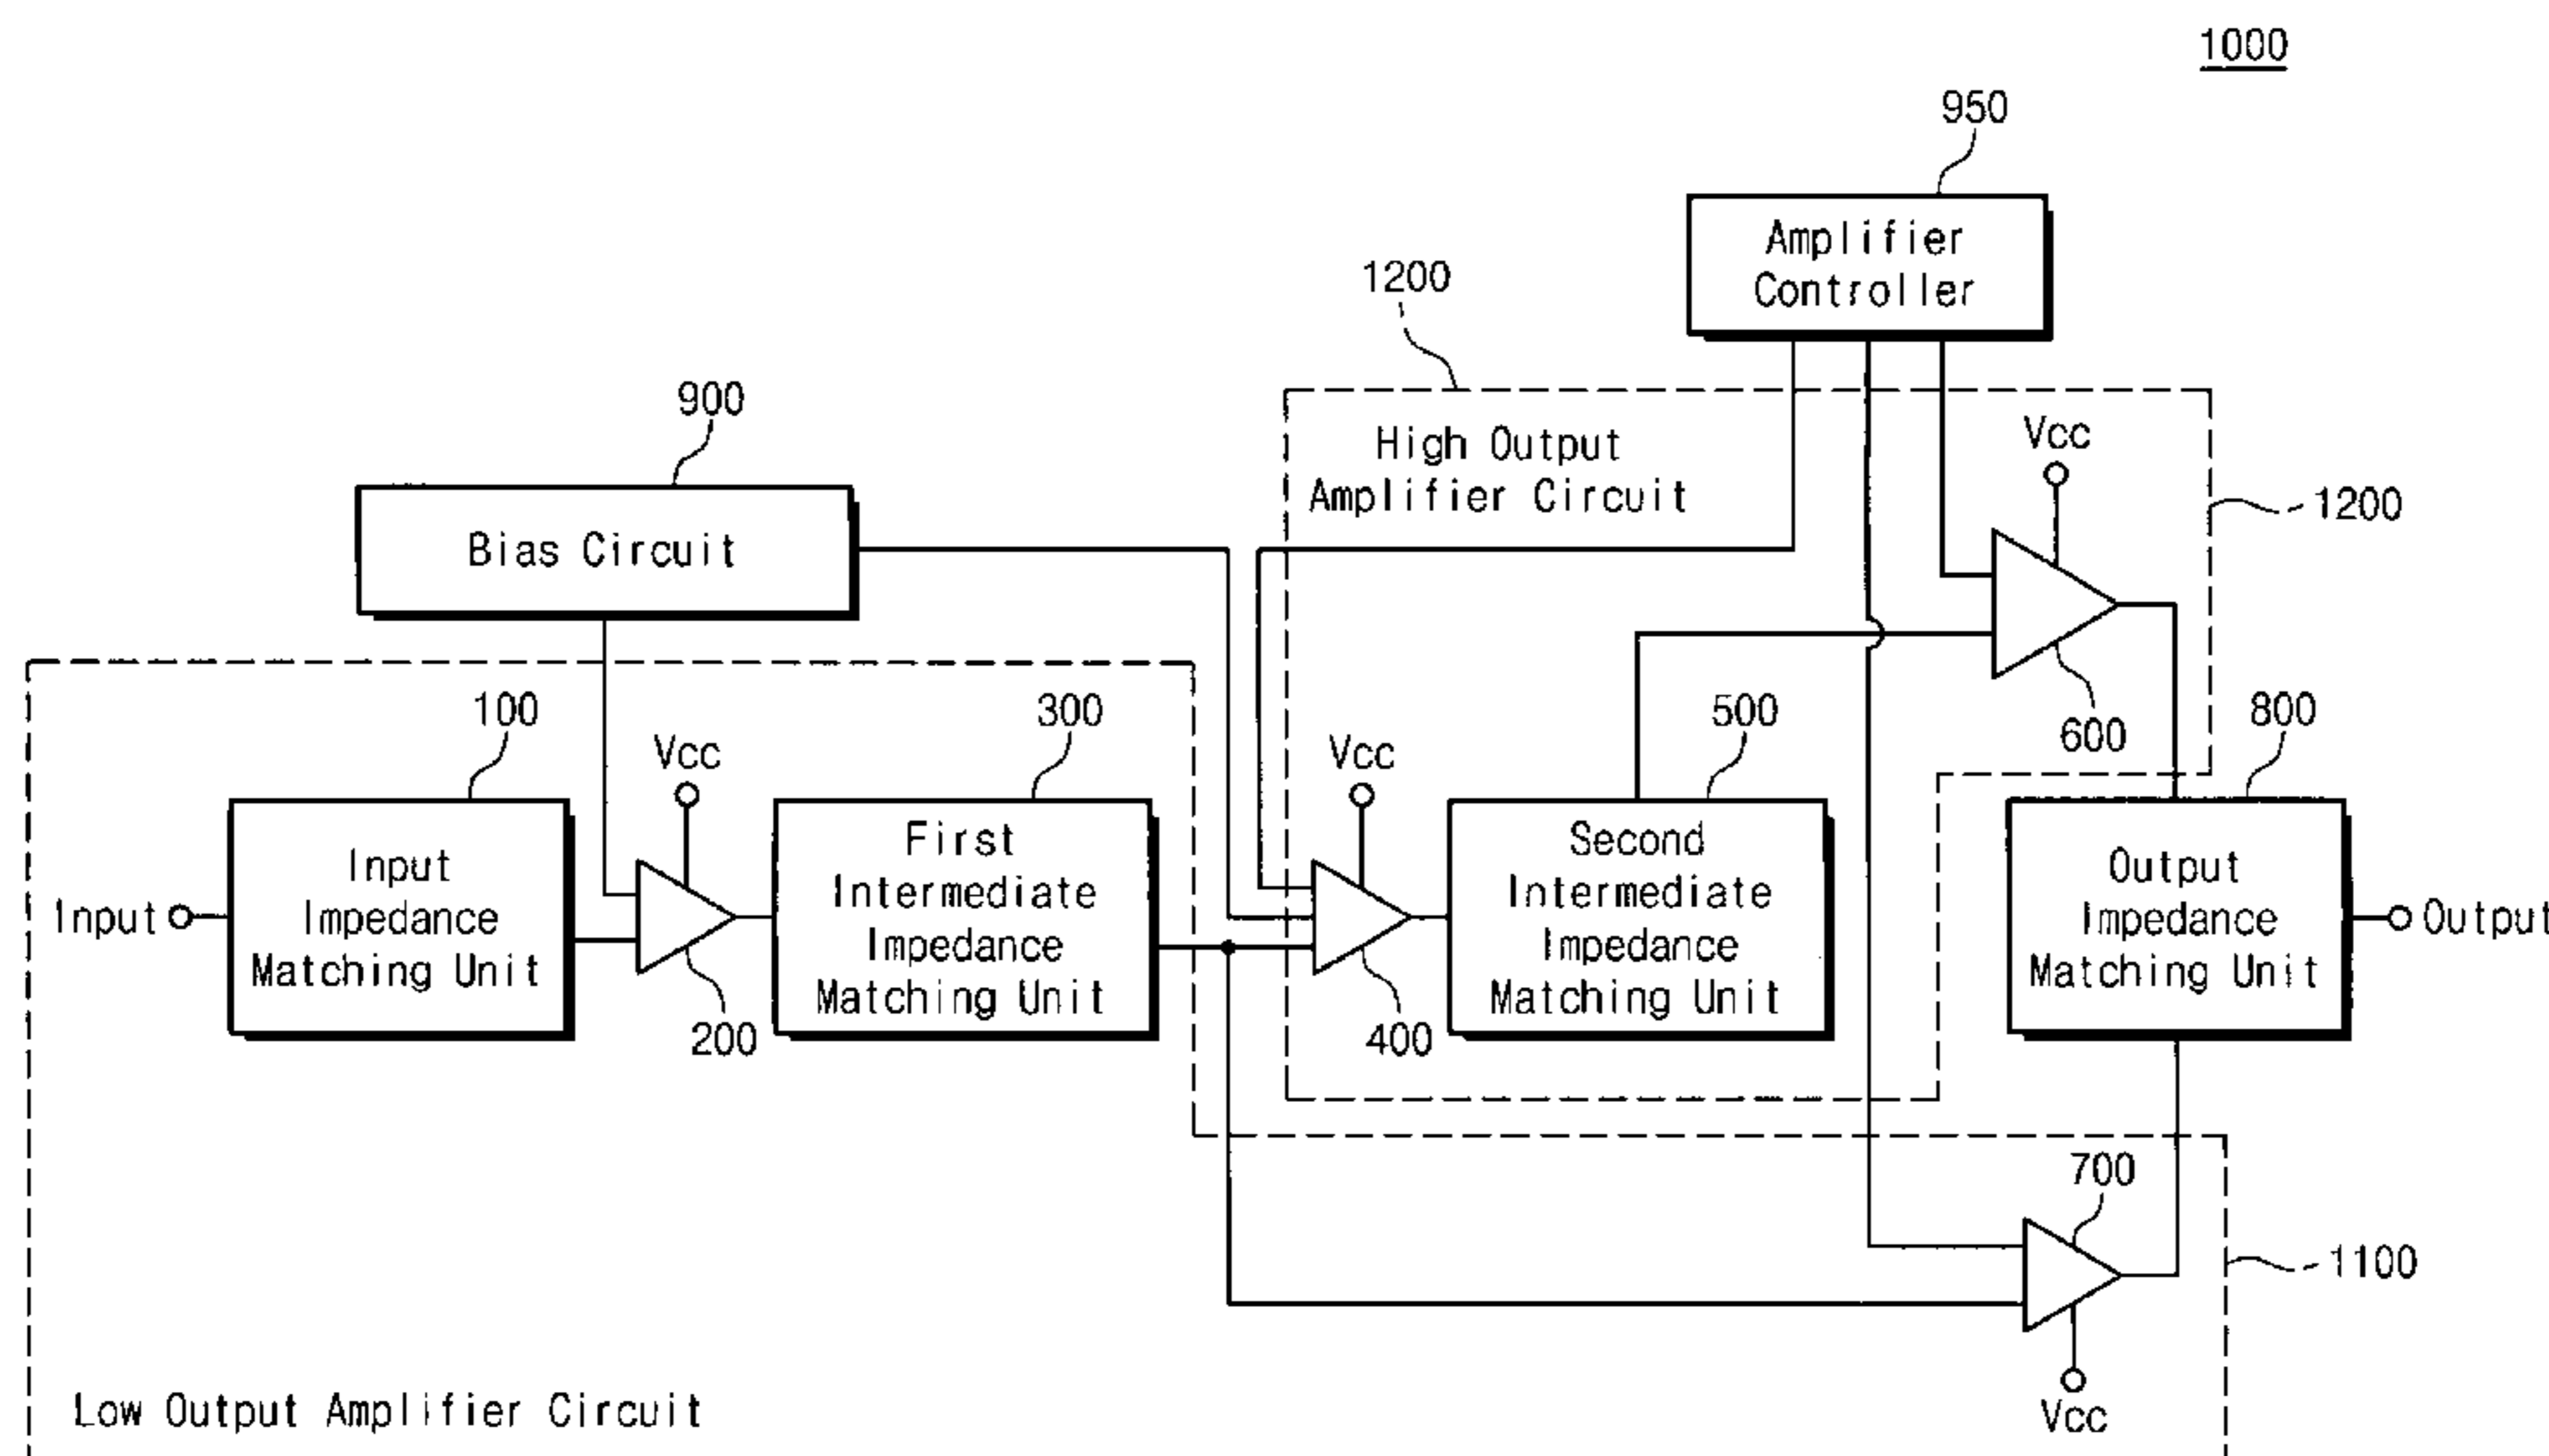 1000
950
Amplifier
Controller
1200
High Output
Amplifier Circuit
Vcc
1200
900
Bias Circuit
600
100
Vcc
300
Vcc
500
800
Input
Input
Impedance
Matching Unit
200
First
Intermediate
Impedance
Matching Unit
400
Second
Intermediate
Impedance
Matching Unit
Output
Impedance
Matching Unit
Output
700
1100
Vcc
Low Output Amplifier Circuit